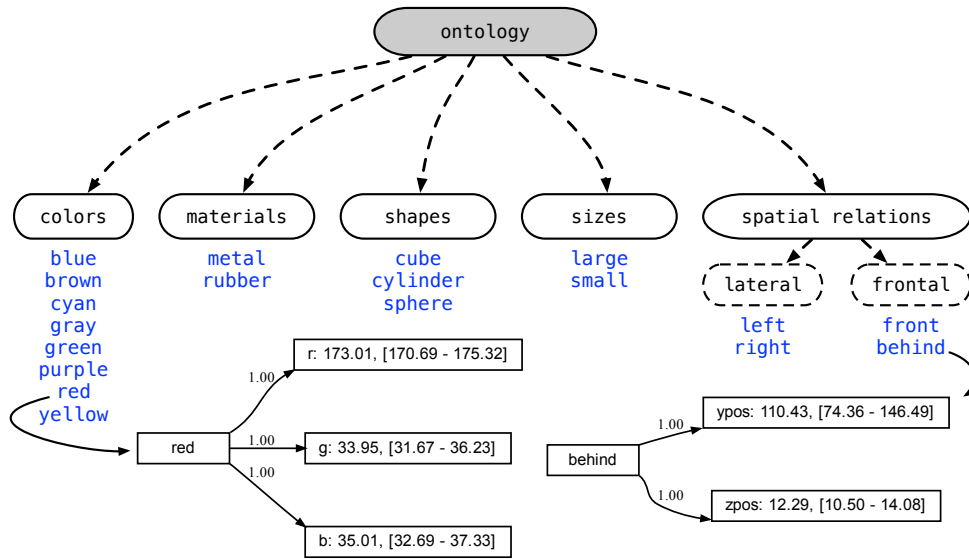 ontology
colors
materials
shapes
sizes
spatial relations
blue
brown
cyan
gray
green
purple
red
yellow
metal
rubber
cube
cylinder
sphere
large
small
lateral
frontal
left
right
front
behind
red
1.00
r: 173.01, [170.69 - 175.32]
1.00
g: 33.95, [31.67 - 36.23]
1.00
b: 35.01, [32.69 - 37.33]
behind
1.00
ypos: 110.43, [74.36 - 146.49]
1.00
zpos: 12.29, [10.50 - 14.08]